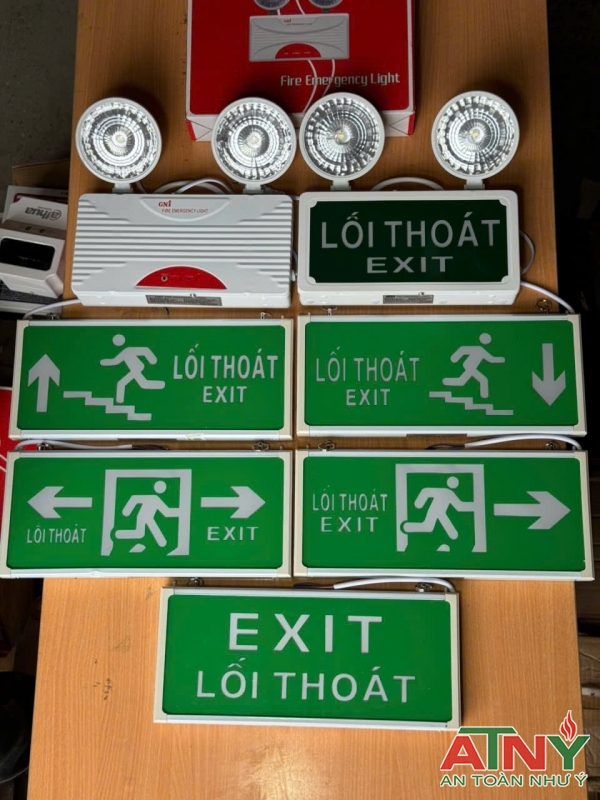 Fire Emergency Light
GNI
FIRE EMERGENCY LIGHT
LỐI THOÁT
EXIT
alhua
LỐI THOÁT
EXIT
LỐI THOÁT
EXIT
LỐI THOÁT
EXIT
LỐI THOÁT
EXIT
EXIT
LỐI THOÁT
ATNY
AN TOÀN NHƯ Ý